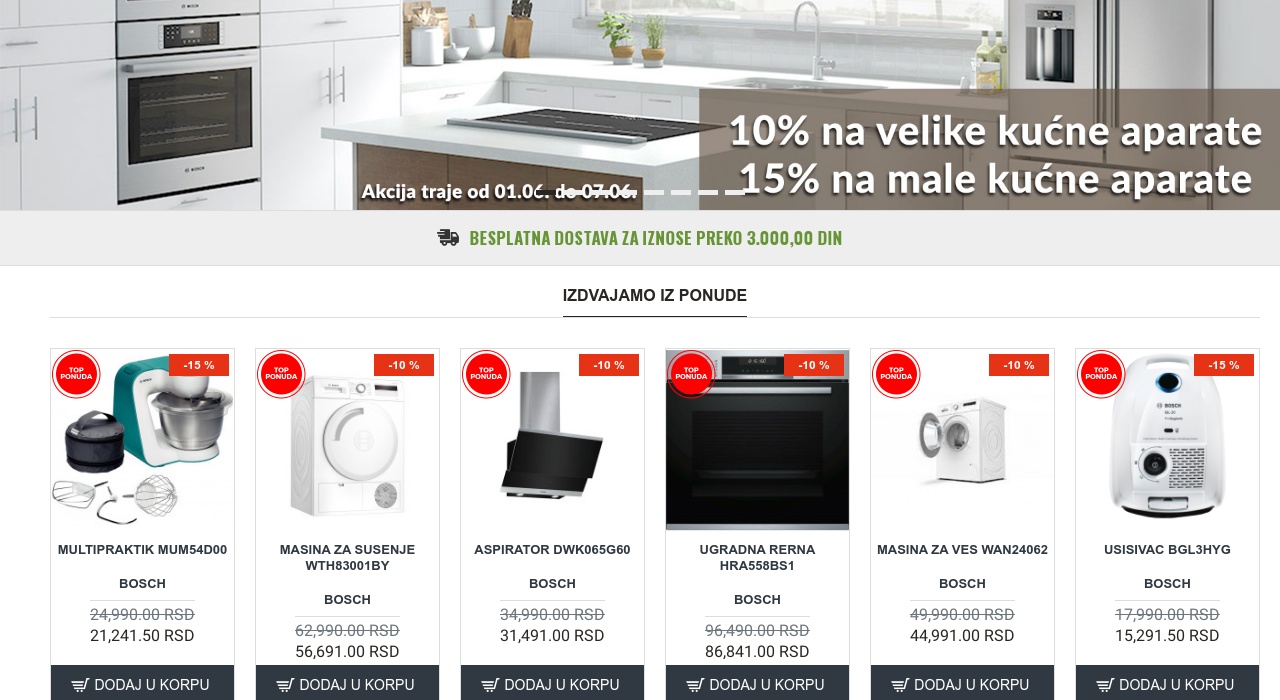 10% na velike kućne aparate
15% na male kućne aparate
Akcija traje od 01.06. do 07.06.
BESPLATNA DOSTAVA ZA IZNOSE PREKO 3.000,00 DIN
IZDVAJAMO IZ PONUDE
TOP
PONUDA
-15 %
MULTIPRAKTIK MUM54D00
BOSCH
24,990.00 RSD
21,241.50 RSD
DODAJ U KORPU
TOP
PONUDA
-10 %
MASINA ZA SUSENJE
WTH83001BY
BOSCH
62,990.00 RSD
56,691.00 RSD
DODAJ U KORPU
TOP
PONUDA
-10 %
ASPIRATOR DWK065G60
BOSCH
34,990.00 RSD
31,491.00 RSD
DODAJ U KORPU
TOP
PONUDA
-10 %
UGRADNA RERNA
HRA558BS1
BOSCH
96,490.00 RSD
86,841.00 RSD
DODAJ U KORPU
TOP
PONUDA
-10 %
MASINA ZA VES WAN24062
BOSCH
49,990.00 RSD
44,991.00 RSD
DODAJ U KORPU
TOP
PONUDA
-15 %
BOSCH
USISIVAC BGL3HYG
BOSCH
17,990.00 RSD
15,291.50 RSD
DODAJ U KORPU